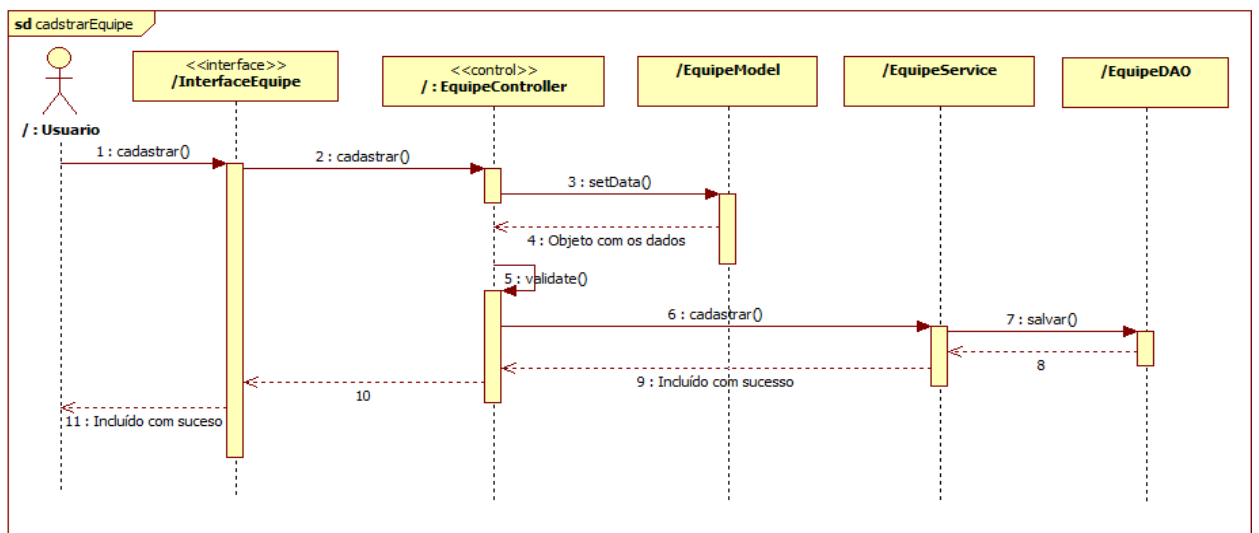 sd cadstrarEquipe
<<interface>>
/InterfaceEquipe
<<control>>
/ : EquipeController
/EquipeModel
/EquipeService
/EquipeDAO
/ : Usuario
1 : cadastrar()
2 : cadastrar()
3 : setData()
4 : Objeto com os dados
5 : validate()
6 : cadastrar()
7 : salvar()
8
9 : Incluído com sucesso
10
11 : Incluído com suceso